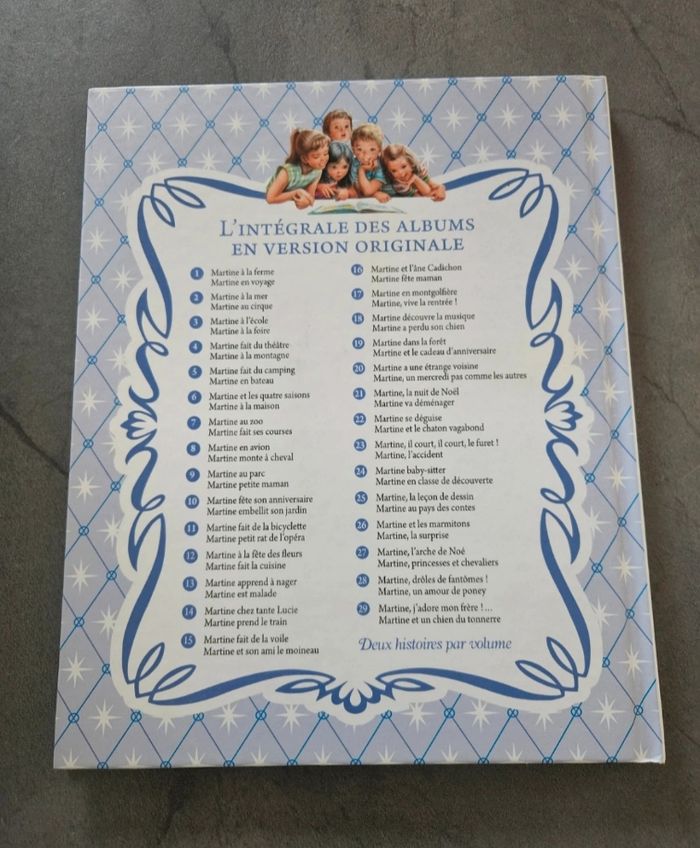 L'INTÉGRALE DES ALBUMS
EN VERSION ORIGINALE
1 Martine à la ferme
Martine en voyage
2 Martine à la mer
Martine au cirque
3 Martine à l'école
Martine à la foire
4 Martine fait du théâtre
Martine à la montagne
5 Martine fait du camping
Martine en bateau
6 Martine et les quatre saisons
Martine à la maison
7 Martine au zoo
Martine fait ses courses
8 Martine en avion
Martine monte à cheval
9 Martine au parc
Martine petite maman
10 Martine fête son anniversaire
Martine embellit son jardin
11 Martine fait de la bicyclette
Martine petit rat de l'opéra
12 Martine à la fête des fleurs
Martine fait la cuisine
13 Martine apprend à nager
Martine est malade
14 Martine chez tante Lucie
Martine prend le train
15 Martine fait de la voile
Martine et son ami le moineau
16 Martine et l'âne Cadichon
Martine fête maman
17 Martine en montgolfière
Martine, vive la rentrée !
18 Martine découvre la musique
Martine a perdu son chien
19 Martine dans la forêt
Martine et le cadeau d'anniversaire
20 Martine a une étrange voisine
Martine, un mercredi pas comme les autres
21 Martine, la nuit de Noël
Martine va déménager
22 Martine se déguise
Martine et le chaton vagabond
23 Martine, il court, il court, le furet !
Martine, l'accident
24 Martine baby-sitter
Martine en classe de découverte
25 Martine, la leçon de dessin
Martine au pays des contes
26 Martine et les marmitons
Martine, la surprise
27 Martine, l'arche de Noé
Martine, princesses et chevaliers
28 Martine, drôles de fantômes !
Martine, un amour de poney
29 Martine, j'adore mon frère !...
Martine et un chien du tonnerre
Deux histoires par volume